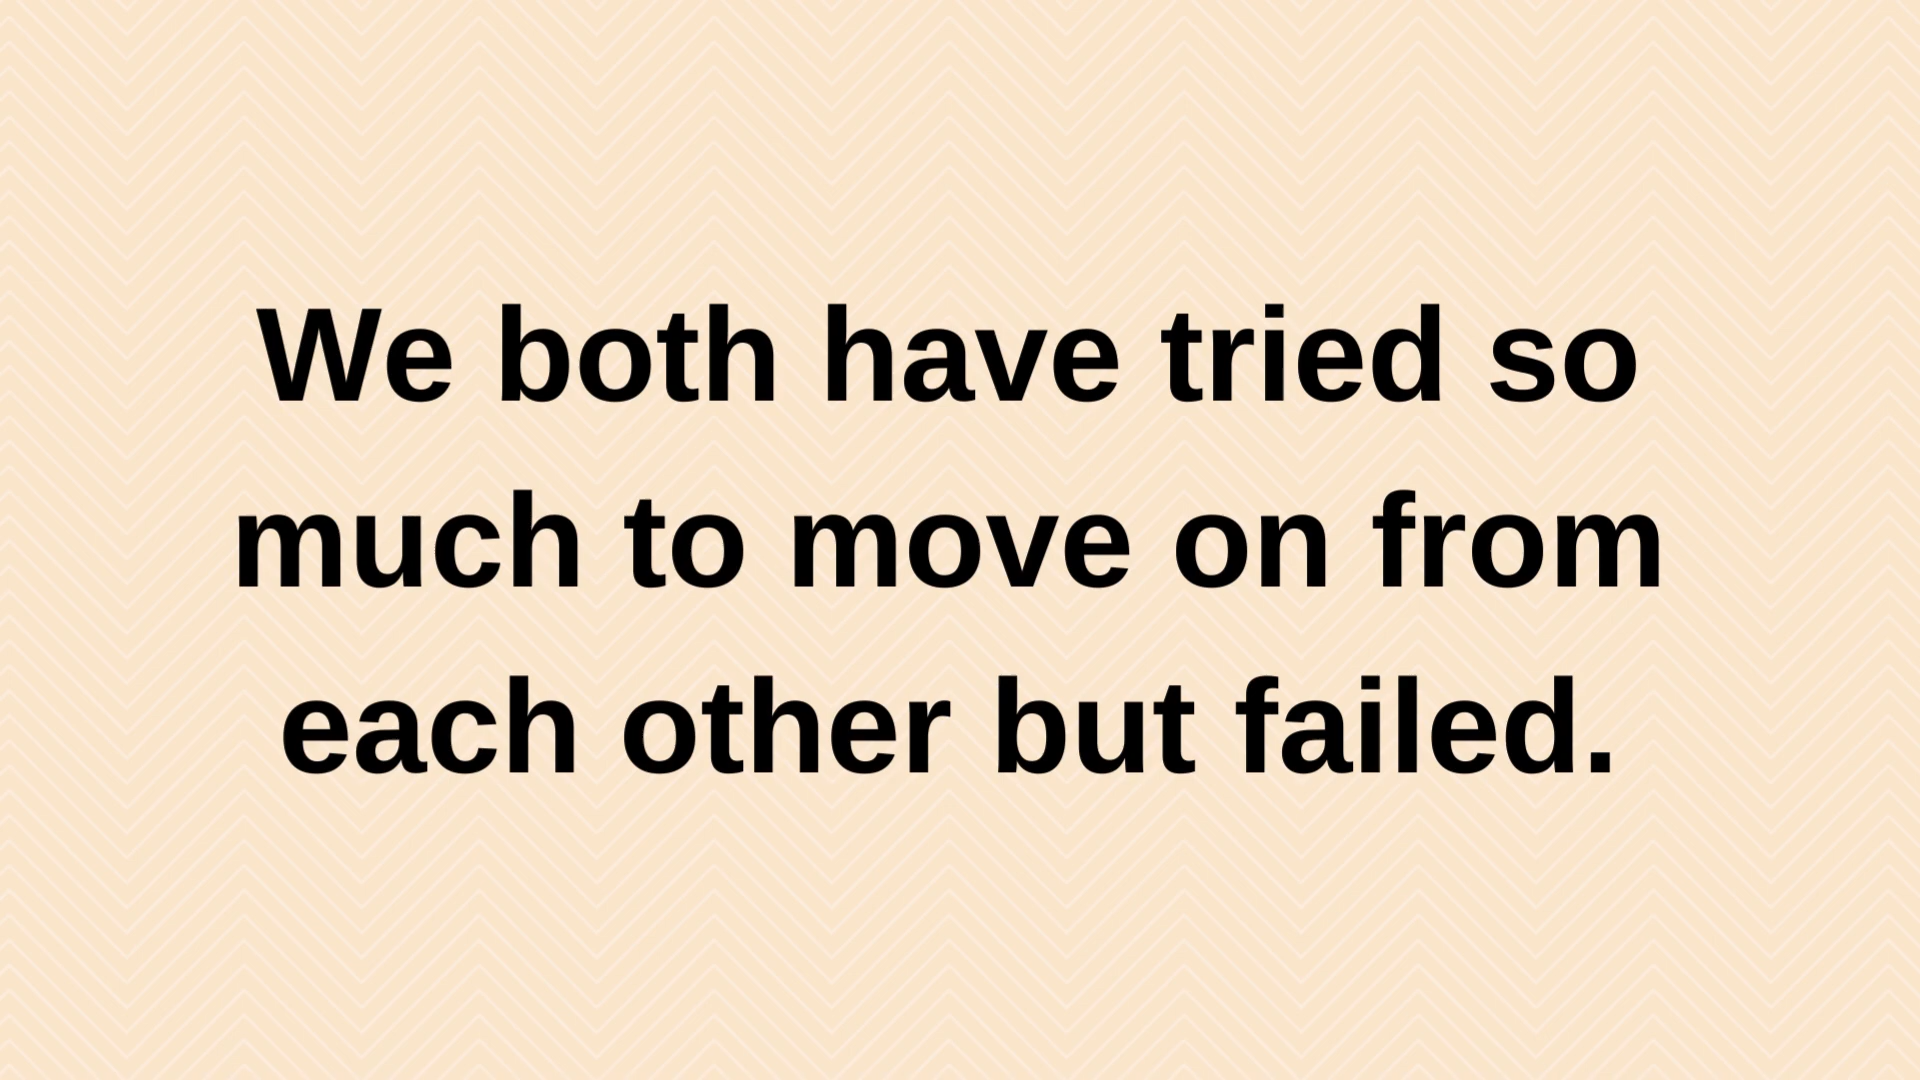 We both have tried so
much to move on from
each other but failed.